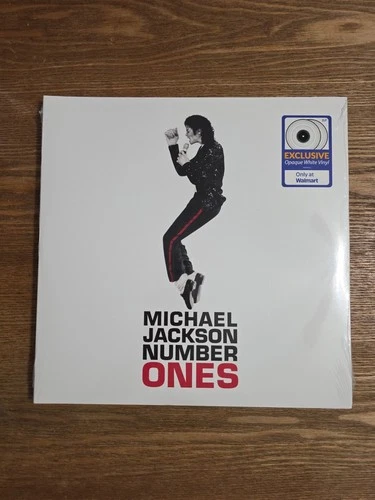 EXCLUSIVE
Opaque White Vinyl
Only at
Walmart
MICHAEL
JACKSON
NUMBER
ONES